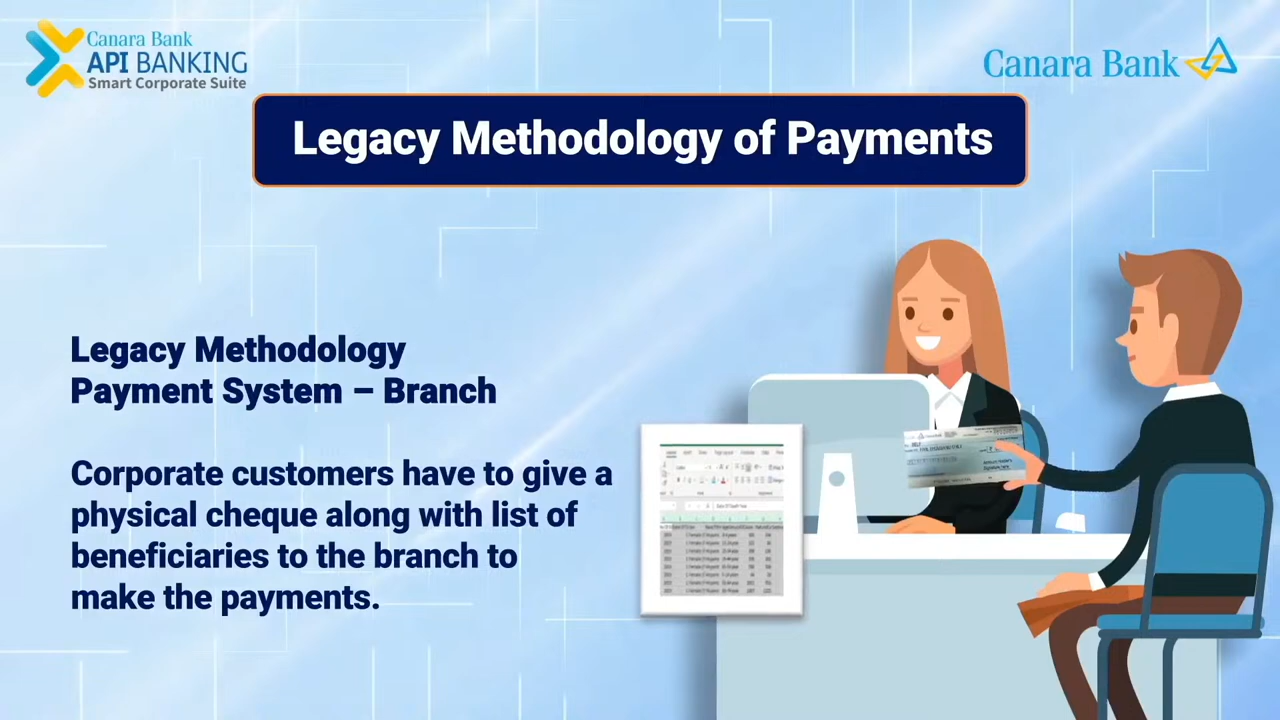 Canara Bank
API BANKING
Smart Corporate Suite
Canara Bank
Legacy Methodology of Payments
Legacy Methodology
Payment System – Branch
Corporate customers have to give a
physical cheque along with list of
beneficiaries to the branch to
make the payments.